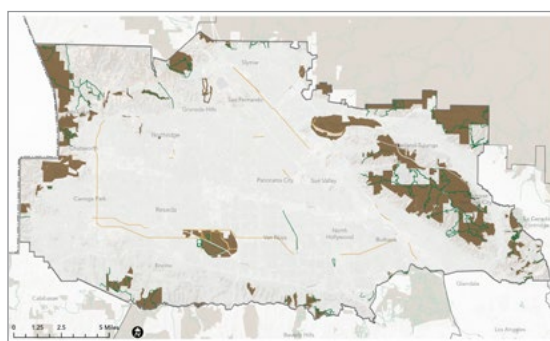 Sylmar
San Fernando
Granada Hills
Northridge
Chatsworth
Sun Valley
Panorama City
Canoga Park
Reseda
Van Nuys
North
Hollywood
Burbank
Encino
Glendale
Calabasas
Los Angeles
Beverly Hills
0 1.25 2.5 5 Miles